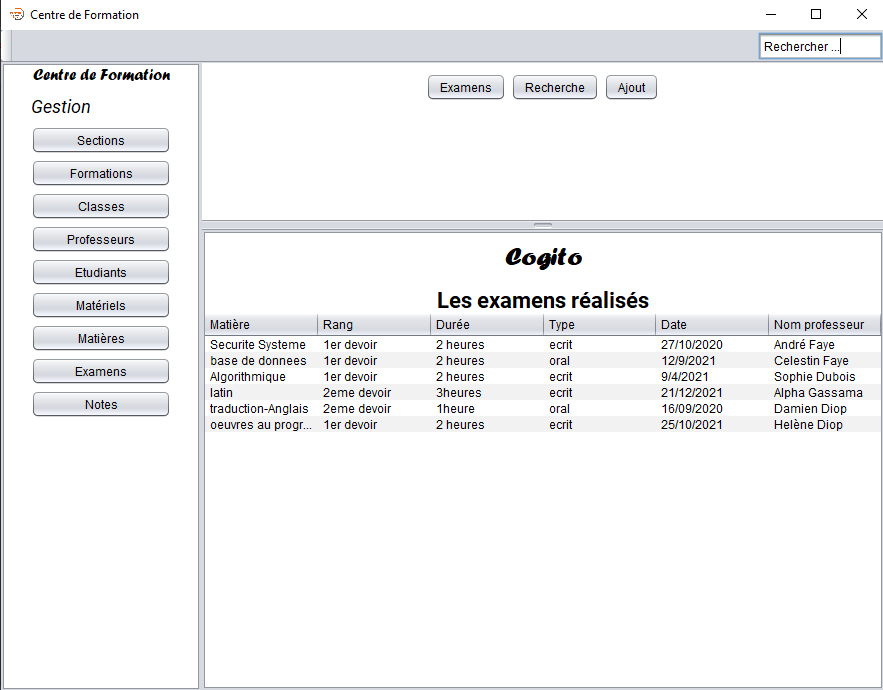 Centre de Formation
Rechercher ...
Centre de Formation
Gestion
Sections
Formations
Classes
Professeurs
Etudiants
Matériels
Matières
Examens
Notes
Examens Recherche Ajout
Cogito
Les examens réalisés
Matière Rang Durée Type Date Nom professeur
Securite Systeme 1er devoir 2 heures ecrit 27/10/2020 André Faye
base de donnees 1er devoir 2 heures oral 12/9/2021 Celestin Faye
Algorithmique 1er devoir 2 heures ecrit 9/4/2021 Sophie Dubois
latin 2eme devoir 3heures ecrit 21/12/2021 Alpha Gassama
traduction-Anglais 2eme devoir 1heure oral 16/09/2020 Damien Diop
oeuvres au progr... 1er devoir 2 heures ecrit 25/10/2021 Helène Diop